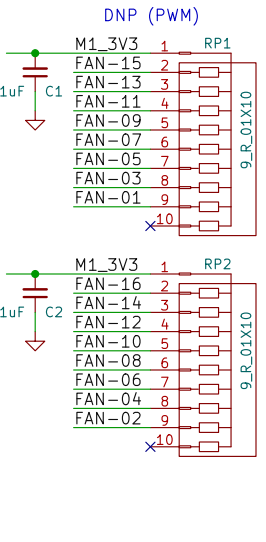 DNP (PWM)
M1_3V3 1 RP1
FAN-15 2
1uF C1 FAN-13 3
FAN-11 4
FAN-09 5
FAN-07 6
FAN-05 7
FAN-03 8
FAN-01 9
10
9_R_01X10
M1_3V3 1 RP2
FAN-16 2
1uF C2 FAN-14 3
FAN-12 4
FAN-10 5
FAN-08 6
FAN-06 7
FAN-04 8
FAN-02 9
10
9_R_01X10